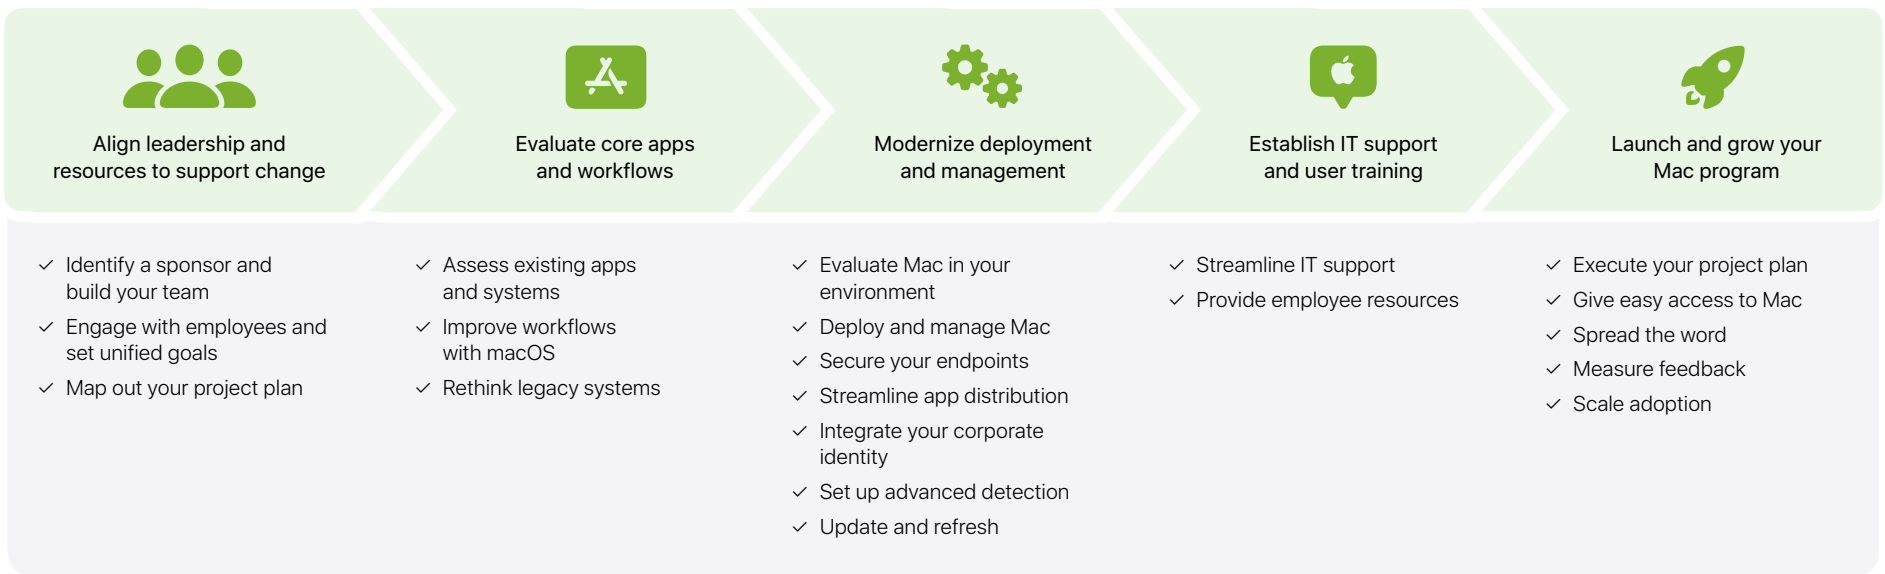 Align leadership and
resources to support change
Evaluate core apps
and workflows
Modernize deployment
and management
Establish IT support
and user training
Launch and grow your
Mac program
Identify a sponsor and
build your team
Engage with employees and
set unified goals
Map out your project plan
Assess existing apps
and systems
Improve workflows
with macOS
Rethink legacy systems
Evaluate Mac in your
environment
Deploy and manage Mac
Secure your endpoints
Streamline app distribution
Integrate your corporate
identity
Set up advanced detection
Update and refresh
Streamline IT support
Provide employee resources
Execute your project plan
Give easy access to Mac
Spread the word
Measure feedback
Scale adoption